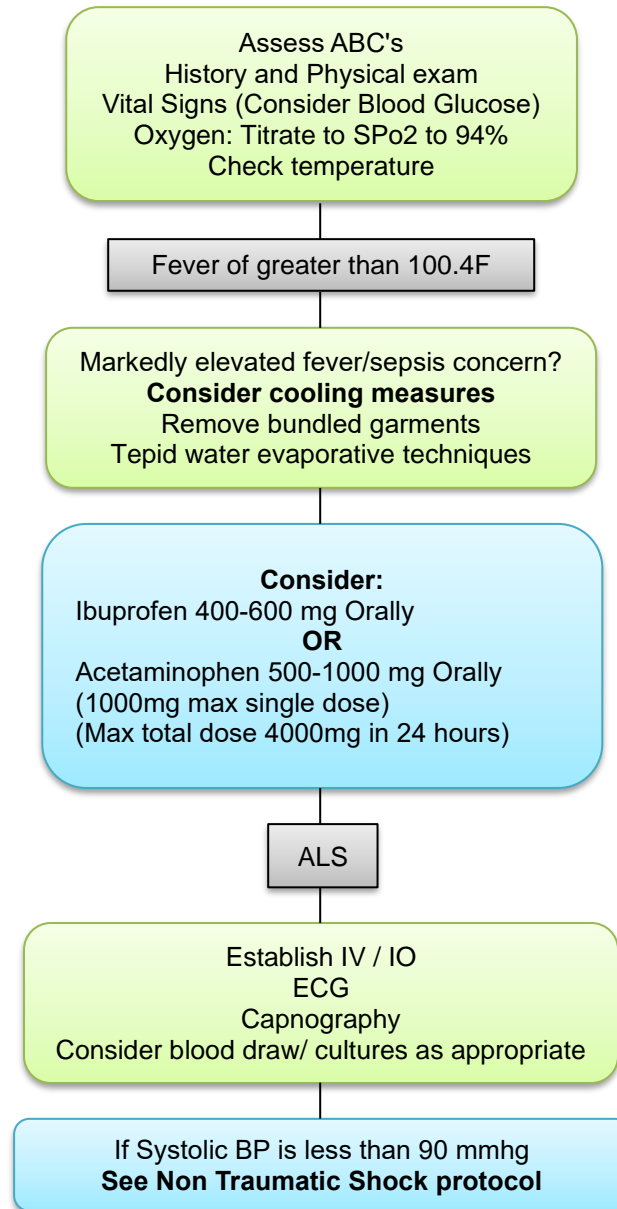 Assess ABC's
History and Physical exam
Vital Signs (Consider Blood Glucose)
Oxygen: Titrate to SPo2 to 94%
Check temperature
Fever of greater than 100.4F
Markedly elevated fever/sepsis concern?
Consider cooling measures
Remove bundled garments
Tepid water evaporative techniques
Consider:
Ibuprofen 400-600 mg Orally
OR
Acetaminophen 500-1000 mg Orally
(1000mg max single dose)
(Max total dose 4000mg in 24 hours)
ALS
Establish IV / IO
ECG
Capnography
Consider blood draw/ cultures as appropriate
If Systolic BP is less than 90 mmhg
See Non Traumatic Shock protocol